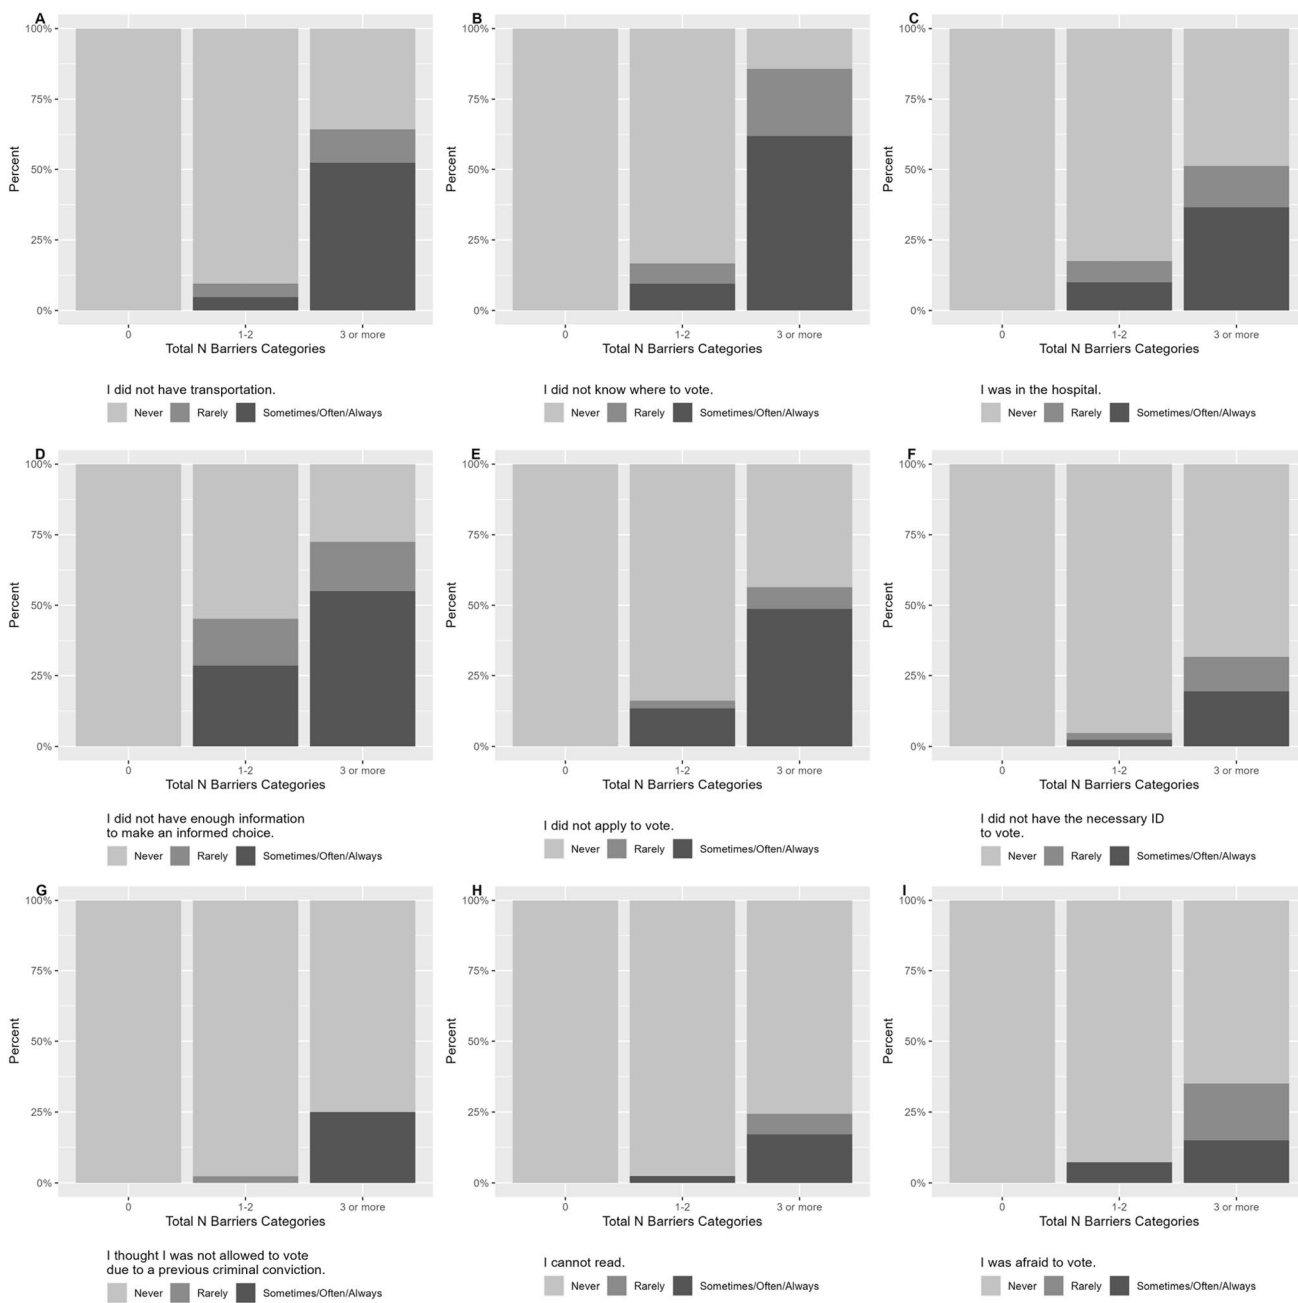 A
100%
75%
50%
25%
0%
Percent
0
1-2
3 or more
Total N Barriers Categories
I did not have transportation.
Never
Rarely
Sometimes/Often/Always
B
100%
75%
50%
25%
0%
Percent
0
1-2
3 or more
Total N Barriers Categories
I did not know where to vote.
Never
Rarely
Sometimes/Often/Always
C
100%
75%
50%
25%
0%
Percent
0
1-2
3 or more
Total N Barriers Categories
I was in the hospital.
Never
Rarely
Sometimes/Often/Always
D
100%
75%
50%
25%
0%
Percent
0
1-2
3 or more
Total N Barriers Categories
I did not have enough information
to make an informed choice.
Never
Rarely
Sometimes/Often/Always
E
100%
75%
50%
25%
0%
Percent
0
1-2
3 or more
Total N Barriers Categories
I did not apply to vote.
Never
Rarely
Sometimes/Often/Always
F
100%
75%
50%
25%
0%
Percent
0
1-2
3 or more
Total N Barriers Categories
I did not have the necessary ID
to vote.
Never
Rarely
Sometimes/Often/Always
G
100%
75%
50%
25%
0%
Percent
0
1-2
3 or more
Total N Barriers Categories
I thought I was not allowed to vote
due to a previous criminal conviction.
Never
Rarely
Sometimes/Often/Always
H
100%
75%
50%
25%
0%
Percent
0
1-2
3 or more
Total N Barriers Categories
I cannot read.
Never
Rarely
Sometimes/Often/Always
I
100%
75%
50%
25%
0%
Percent
0
1-2
3 or more
Total N Barriers Categories
I was afraid to vote.
Never
Rarely
Sometimes/Often/Always